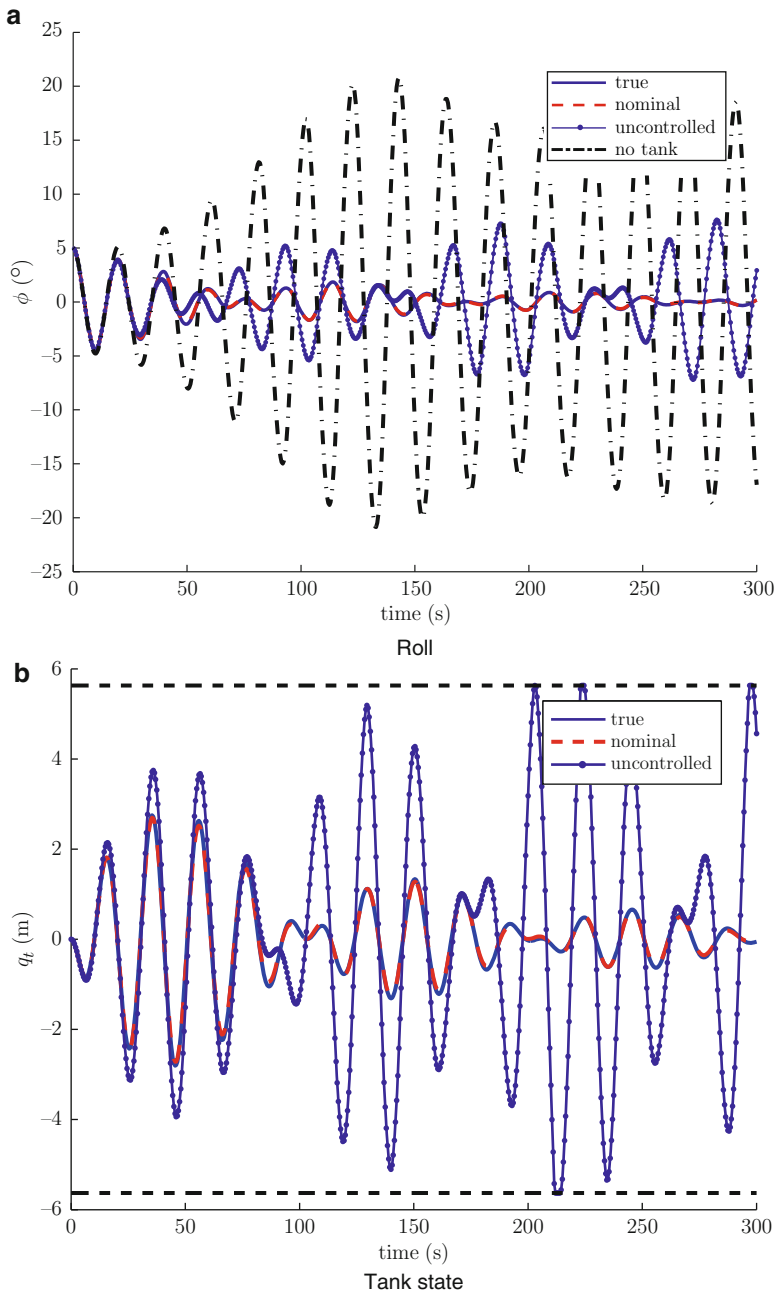 a
25
20
15
10
5
0
–5
–10
–15
–20
–25
ϕ (°)
true
nominal
uncontrolled
no tank
0 50 100 150 200 250 300
time (s)
Roll
b
6
4
2
0
–2
–4
–6
q_t (m)
true
nominal
uncontrolled
0 50 100 150 200 250 300
time (s)
Tank state